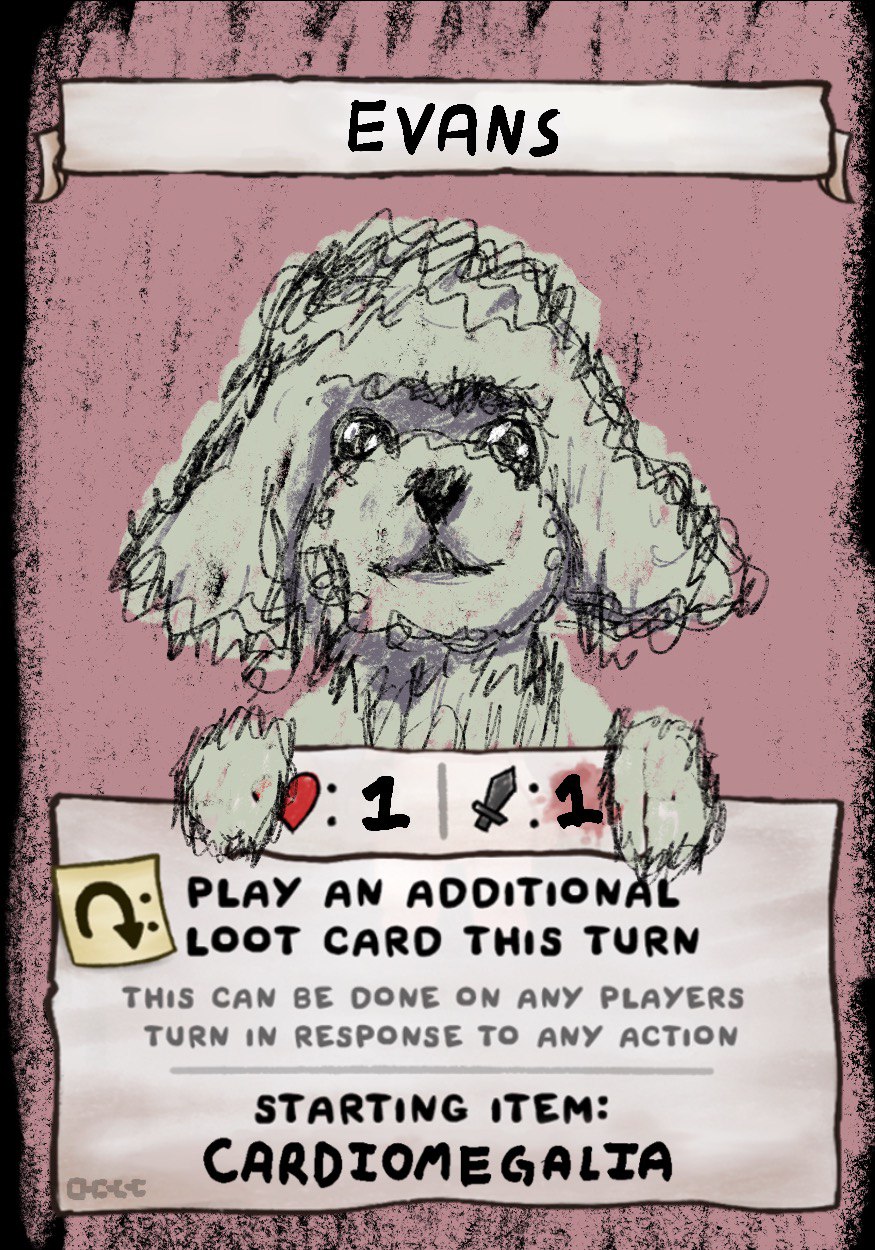 EVANS
: 1 | : 1
PLAY AN ADDITIONAL
LOOT CARD THIS TURN
THIS CAN BE DONE ON ANY PLAYERS
TURN IN RESPONSE TO ANY ACTION
STARTING ITEM:
CARDIOMEGALIA